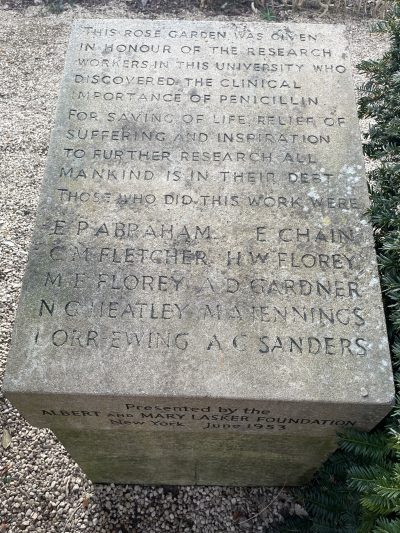 THIS ROSE GARDEN WAS GIVEN
IN HONOUR OF THE RESEARCH
WORKERS IN THIS UNIVERSITY WHO
DISCOVERED THE CLINICAL
IMPORTANCE OF PENICILLIN.
FOR SAVING OF LIFE, RELIEF OF
SUFFERING AND INSPIRATION
TO FURTHER RESEARCH ALL
MANKIND IS IN THEIR DEBT.
THOSE WHO DID THIS WORK WERE
E P ABRAHAM E CHAIN
C M FLETCHER H W FLOREY
M E FLOREY A D GARDNER
N G HEATLEY M A JENNINGS
J ORR-EWING A G SANDERS
Presented by the
ALBERT AND MARY LASKER FOUNDATION
New York June 1953